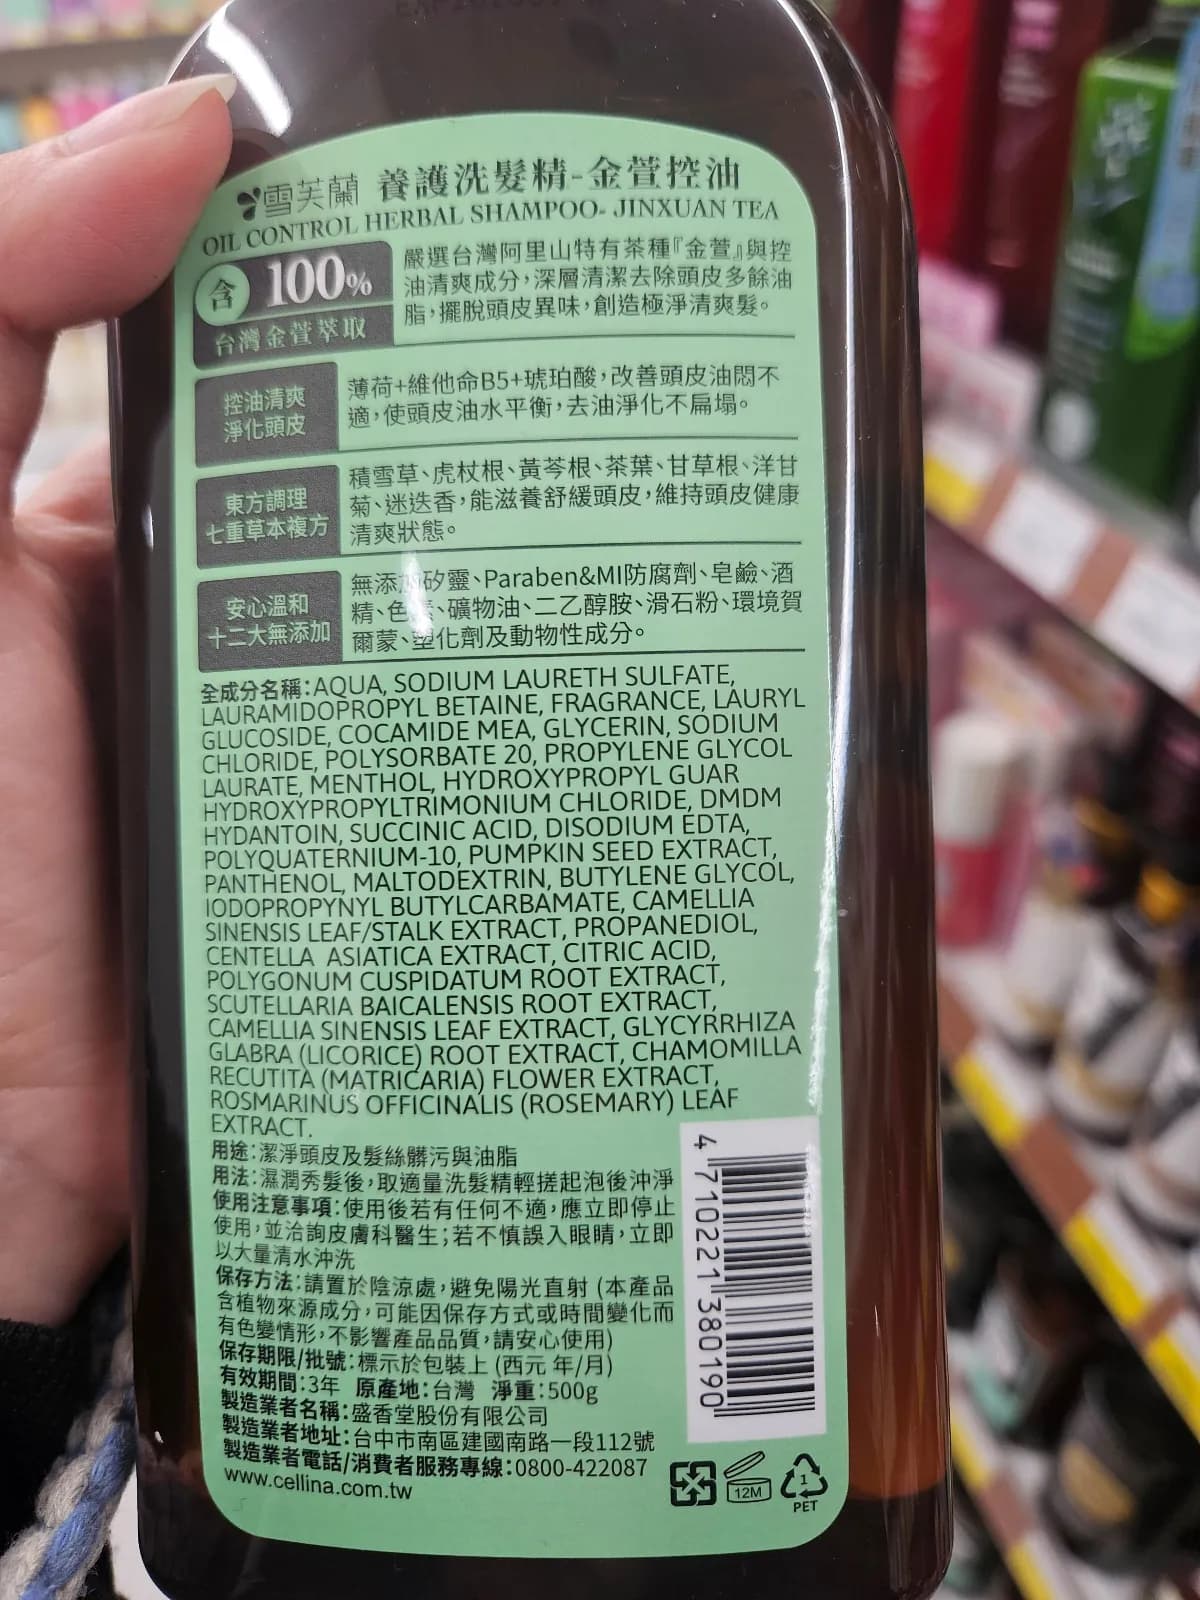 雪芙蘭 養護洗髮精-金萱控油
OIL CONTROL HERBAL SHAMPOO- JINXUAN TEA
含 100%
台灣金萱萃取
嚴選台灣阿里山特有茶種『金萱』與控
油清爽成分,深層清潔去除頭皮多餘油
脂,擺脫頭皮異味,創造極淨清爽髮。
控油清爽
淨化頭皮
薄荷+維他命B5+琥珀酸,改善頭皮油悶不
適,使頭皮油水平衡,去油淨化不扁塌。
東方調理
七重草本複方
積雪草、虎杖根、黃芩根、茶葉、甘草根、洋甘
菊、迷迭香,能滋養舒緩頭皮,維持頭皮健康
清爽狀態。
安心溫和
十二大無添加
無添加矽靈、Paraben&MI防腐劑、皂鹼、酒
精、色素、礦物油、二乙醇胺、滑石粉、環境賀
爾蒙、塑化劑及動物性成分。
全成分名稱:AQUA, SODIUM LAURETH SULFATE,
LAURAMIDOPROPYL BETAINE, FRAGRANCE, LAURYL
GLUCOSIDE, COCAMIDE MEA, GLYCERIN, SODIUM
CHLORIDE, POLYSORBATE 20, PROPYLENE GLYCOL
LAURATE, MENTHOL, HYDROXYPROPYL GUAR
HYDROXYPROPYLTRIMONIUM CHLORIDE, DMDM
HYDANTOIN, SUCCINIC ACID, DISODIUM EDTA,
POLYQUATERNIUM-10, PUMPKIN SEED EXTRACT,
PANTHENOL, MALTODEXTRIN, BUTYLENE GLYCOL,
IODOPROPYNYL BUTYLCARBAMATE, CAMELLIA
SINENSIS LEAF/STALK EXTRACT, PROPANEDIOL,
CENTELLA ASIATICA EXTRACT, CITRIC ACID,
POLYGONUM CUSPIDATUM ROOT EXTRACT,
SCUTELLARIA BAICALENSIS ROOT EXTRACT,
CAMELLIA SINENSIS LEAF EXTRACT, GLYCYRRHIZA
GLABRA (LICORICE) ROOT EXTRACT, CHAMOMILLA
RECUTITA (MATRICARIA) FLOWER EXTRACT,
ROSMARINUS OFFICINALIS (ROSEMARY) LEAF
EXTRACT.
用途:潔淨頭皮及髮絲髒污與油脂
用法:濕潤秀髮後,取適量洗髮精輕搓起泡後沖淨
使用注意事項:使用後若有任何不適,應立即停止
使用,並洽詢皮膚科醫生;若不慎誤入眼睛,立即
以大量清水沖洗
保存方法:請置於陰涼處,避免陽光直射 (本產品
含植物來源成分,可能因保存方式或時間變化而
有色變情形,不影響產品品質,請安心使用)
保存期限/批號:標示於包裝上 (西元 年/月)
有效期間:3年 原產地:台灣 淨重:500g
製造業者名稱:盛香堂股份有限公司
製造業者地址:台中市南區建國南路一段112號
製造業者電話/消費者服務專線:0800-422087
www.cellina.com.tw
4 710221 380190
12M
1
PET